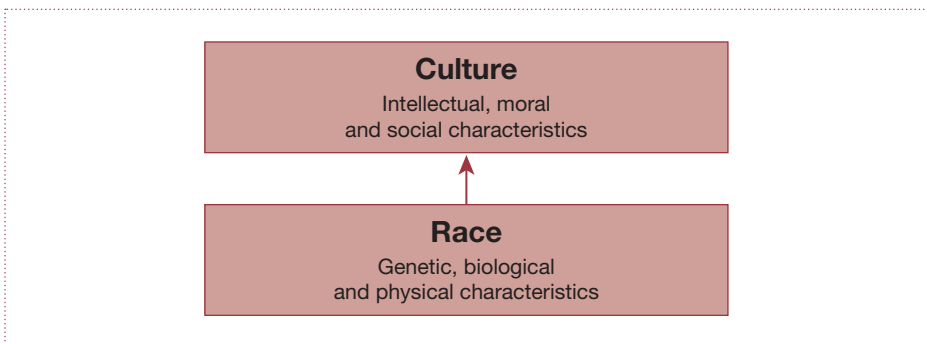 Culture
Intellectual, moral
and social characteristics
Race
Genetic, biological
and physical characteristics